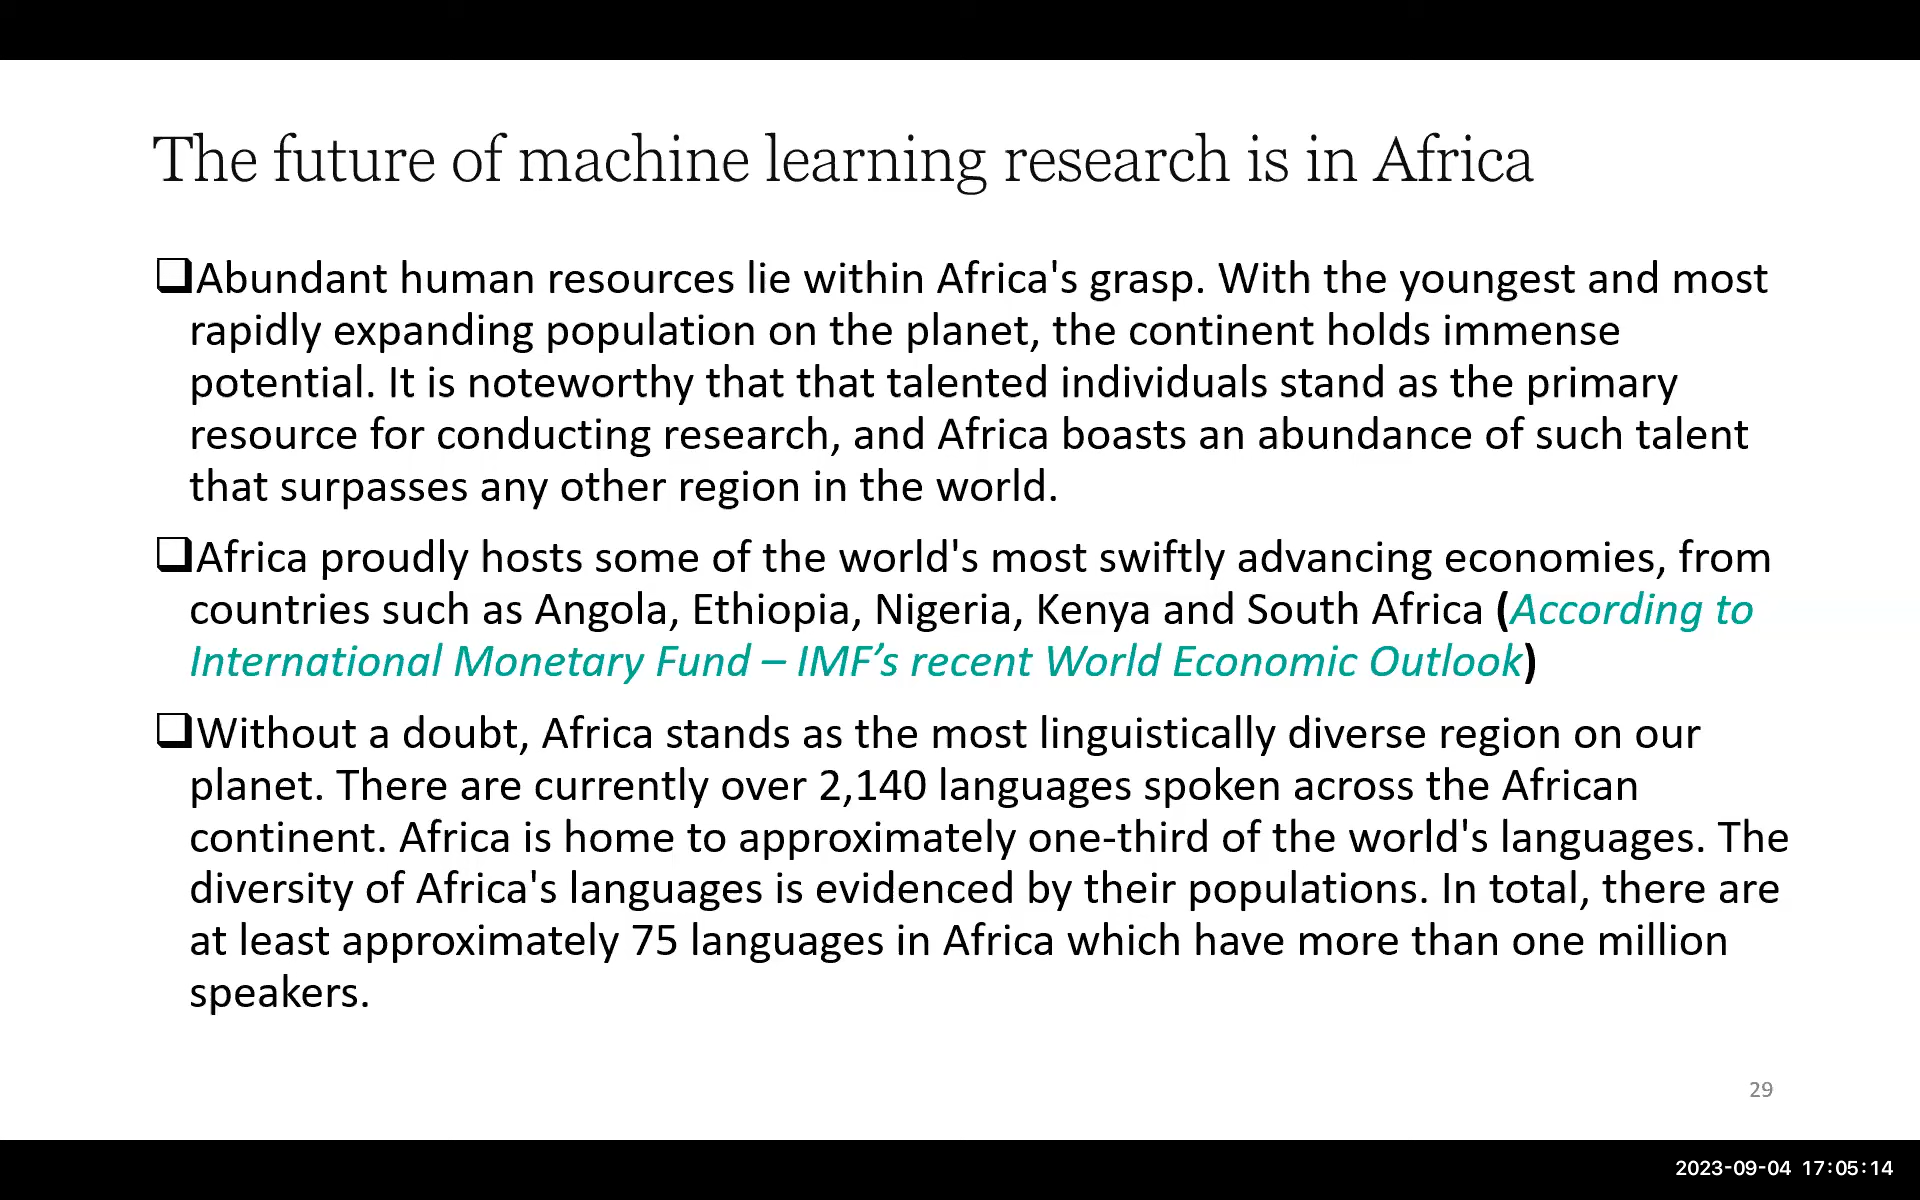 The future of machine learning research is in Africa
Abundant human resources lie within Africa's grasp. With the youngest and most
rapidly expanding population on the planet, the continent holds immense
potential. It is noteworthy that that talented individuals stand as the primary
resource for conducting research, and Africa boasts an abundance of such talent
that surpasses any other region in the world.
Africa proudly hosts some of the world's most swiftly advancing economies, from
countries such as Angola, Ethiopia, Nigeria, Kenya and South Africa (According to
International Monetary Fund – IMF’s recent World Economic Outlook)
Without a doubt, Africa stands as the most linguistically diverse region on our
planet. There are currently over 2,140 languages spoken across the African
continent. Africa is home to approximately one-third of the world's languages. The
diversity of Africa's languages is evidenced by their populations. In total, there are
at least approximately 75 languages in Africa which have more than one million
speakers.
29
2023-09-04 17:05:14